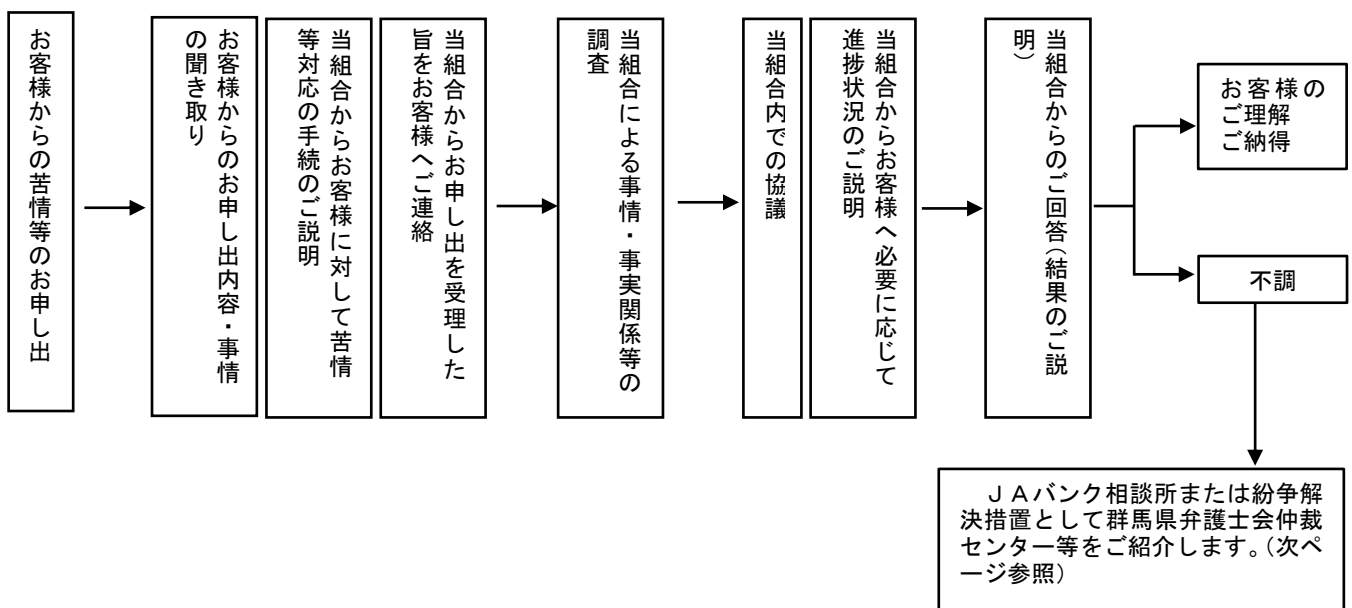 お客様からの苦情等のお申し出
お客様からのお申し出内容・事情
の聞き取り
当組合からお客様に対して苦情
等対応の手続のご説明
当組合からお申し出を受理した
旨をお客様へご連絡
当組合による事情・事実関係等の
調査
当組合内での協議
当組合からお客様へ必要に応じて
進捗状況のご説明
当組合からのご回答（結果のご説
明）
お客様の
ご理解
ご納得
不調
ＪＡバンク相談所または紛争解
決措置として群馬県弁護士会仲裁
センター等をご紹介します。（次ペ
ージ参照）